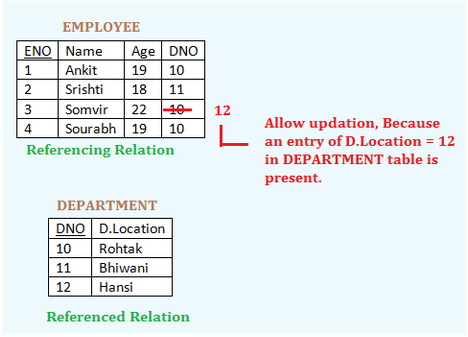 EMPLOYEE
ENO Name Age DNO
1 Ankit 19 10
2 Srishti 18 11
3 Somvir 22 10 12
4 Sourabh 19 10
Referencing Relation
Allow updation, Because
an entry of D.Location = 12
in DEPARTMENT table is
present.
DEPARTMENT
DNO D.Location
10 Rohtak
11 Bhiwani
12 Hansi
Referenced Relation